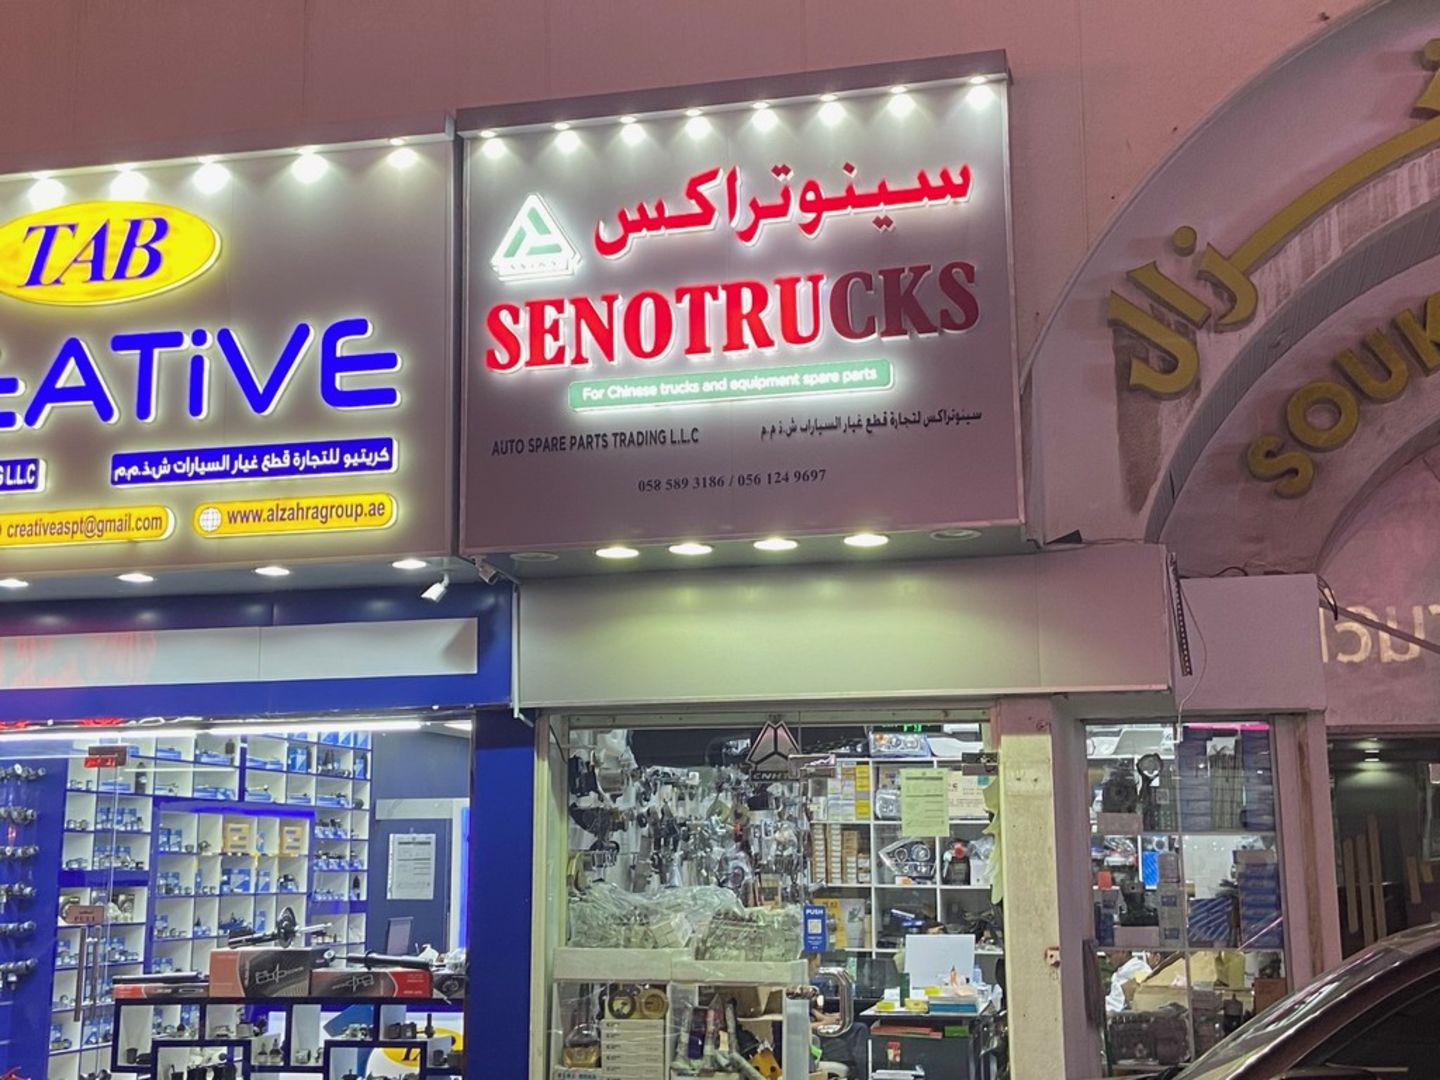 TAB
EATiVE
L.L.C
كريتيو للتجارة قطع غيار السيارات ش.ذ.م.م
creativeaspt@gmail.com
www.alzahragroup.ae
سينوتراكس
SENOTRUCKS
For Chinese trucks and equipment spare parts
AUTO SPARE PARTS TRADING L.L.C
سينوتراكس لتجارة قطع غيار السيارات ش.ذ.م.م
058 589 3186 / 056 124 9697
SOUK
CNHTC
PUSH
PULL